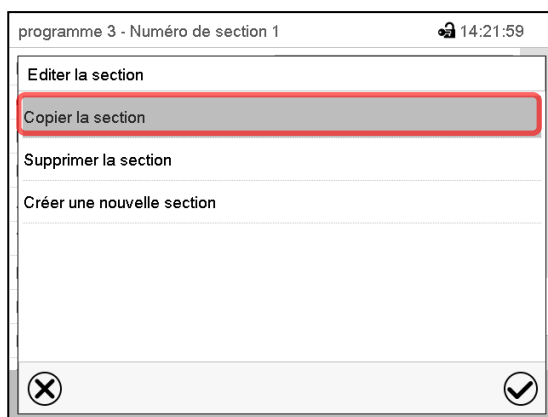 programme 3 - Numéro de section 1 14:21:59
Editer la section
Copier la section
Supprimer la section
Créer une nouvelle section